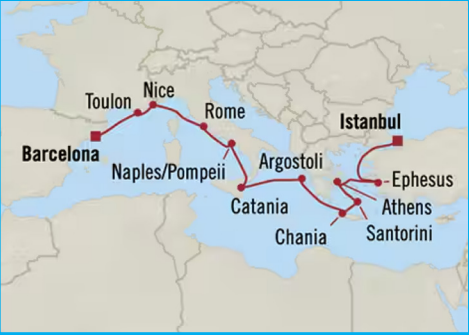 Nice
Toulon
Rome
Barcelona
Istanbul
Naples/Pompeii
Argostoli
Ephesus
Catania
Athens
Chania
Santorini